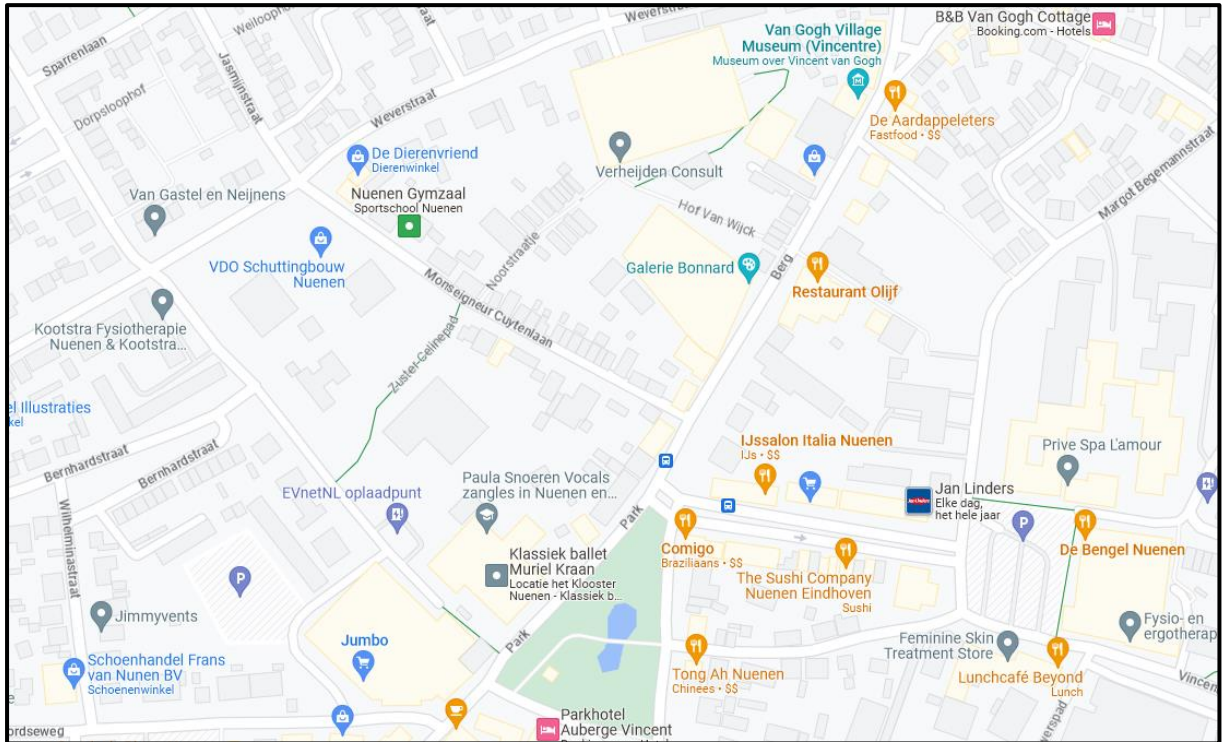 Sparrenlaan
Weiloophof
Jasmijnstraat
Dorpsloophof
Weverstraat
Weverstraat
B&B Van Gogh Cottage
Booking.com - Hotels
Van Gogh Village
Museum (Vincentre)
Museum over Vincent van Gogh
De Aardappeleters
Fastfood • $$
De Dierenvriend
Dierenwinkel
Verheijden Consult
Margot Begemannstraat
Van Gastel en Neijnens
Nuenen Gymzaal
Sportschool Nuenen
Hof Van Wijck
Noorstraatje
VDO Schuttingbouw
Nuenen
Galerie Bonnard
Berg
Restaurant Olijf
Monseigneur Cuytenlaan
Kootstra Fysiotherapie
Nuenen & Kootstra...
Zuster-Celinepad
el Illustraties
kel
Bernhardstraat
Bernhardstraat
IJssalon Italia Nuenen
IJs • $$
Prive Spa L'amour
EVnetNL oplaadpunt
Paula Snoeren Vocals
zangles in Nuenen en...
Jan Linders
Elke dag,
het hele jaar
P
Park
Wilhelminastraat
Comigo
Braziliaans • $$
De Bengel Nuenen
Klassiek ballet
Muriel Kraan
Locatie het Klooster
Nuenen - Klassiek b...
The Sushi Company
Nuenen Eindhoven
Sushi
P
Jimmyvents
Park
Jumbo
Fysio- en
ergotherap
Feminine Skin
Treatment Store
Schoenhandel Frans
van Nunen BV
Schoenenwinkel
Tong Ah Nuenen
Chinees • $$
Lunchcafé Beyond
Lunch
Vincen
Parkhotel
Auberge Vincent
ordseweg
verspad